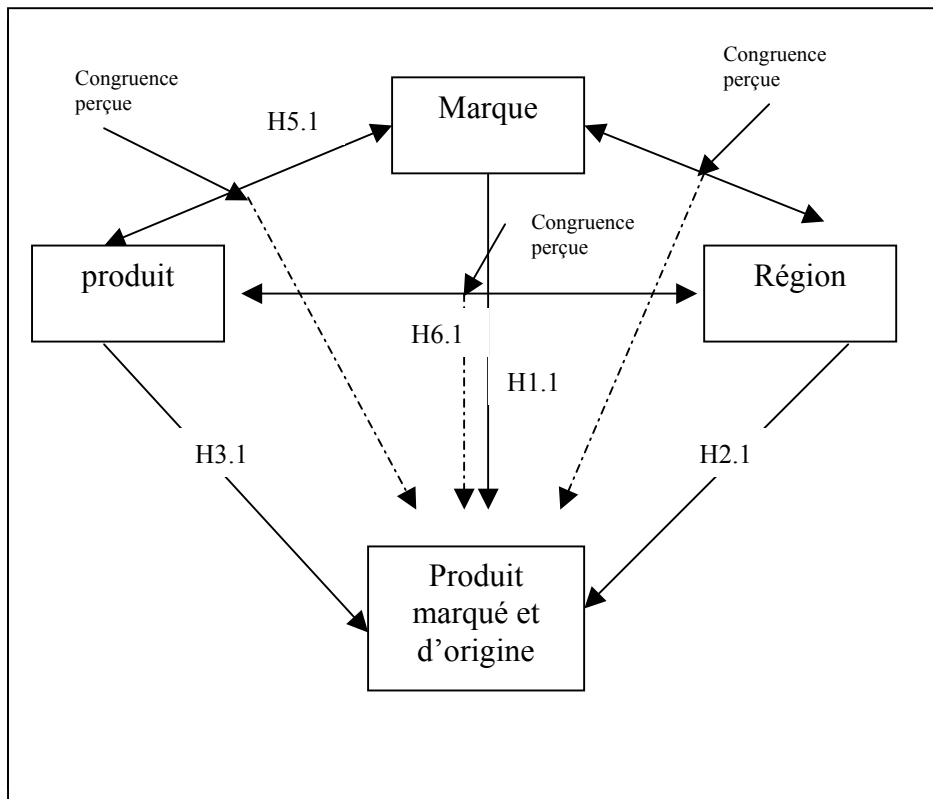 Congruence
perçue
Congruence
perçue
Marque
H5.1
Congruence
perçue
produit
Région
H6.1
H1.1
H3.1
H2.1
Produit
marqué et
d’origine